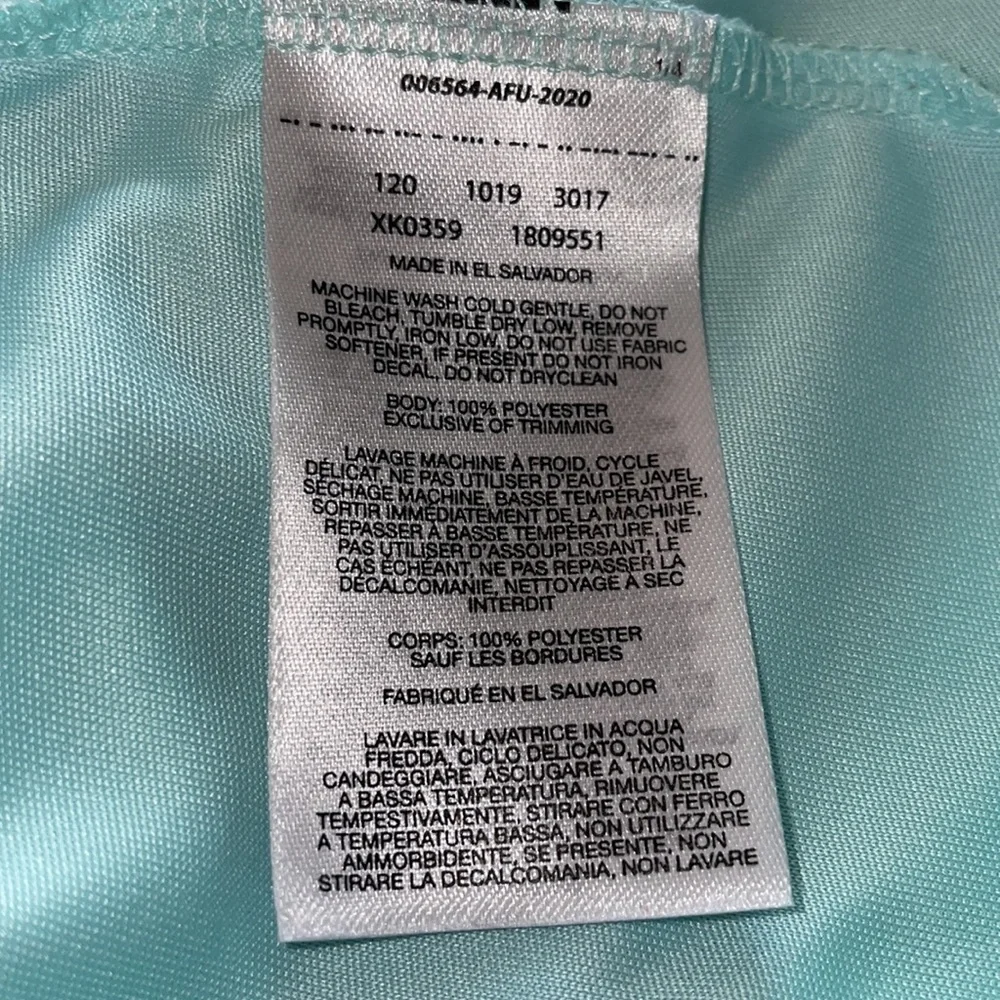 1/4
006564-AFU-2020
120 1019 3017
XK0359 1809551
MADE IN EL SALVADOR
MACHINE WASH COLD GENTLE, DO NOT
BLEACH, TUMBLE DRY LOW, REMOVE
PROMPTLY, IRON LOW, DO NOT USE FABRIC
SOFTENER, IF PRESENT DO NOT IRON
DECAL, DO NOT DRYCLEAN
BODY: 100% POLYESTER
EXCLUSIVE OF TRIMMING
LAVAGE MACHINE À FROID, CYCLE
DÉLICAT, NE PAS UTILISER D'EAU DE JAVEL,
SÉCHAGE MACHINE, BASSE TEMPÉRATURE,
SORTIR IMMÉDIATEMENT DE LA MACHINE,
REPASSER À BASSE TEMPÉRATURE, NE
PAS UTILISER D'ASSOUPLISSANT, LE
CAS ÉCHÉANT, NE PAS REPASSER LA
DÉCALCOMANIE, NETTOYAGE À SEC
INTERDIT
CORPS: 100% POLYESTER
SAUF LES BORDURES
FABRIQUÉ EN EL SALVADOR
LAVARE IN LAVATRICE IN ACQUA
FREDDA, CICLO DELICATO, NON
CANDEGGIARE, ASCIUGARE A TAMBURO
A BASSA TEMPERATURA, RIMUOVERE
TEMPESTIVAMENTE, STIRARE CON FERRO
A TEMPERATURA BASSA, NON UTILIZZARE
AMMORBIDENTE, SE PRESENTE, NON
STIRARE LA DECALCOMANIA, NON LAVARE